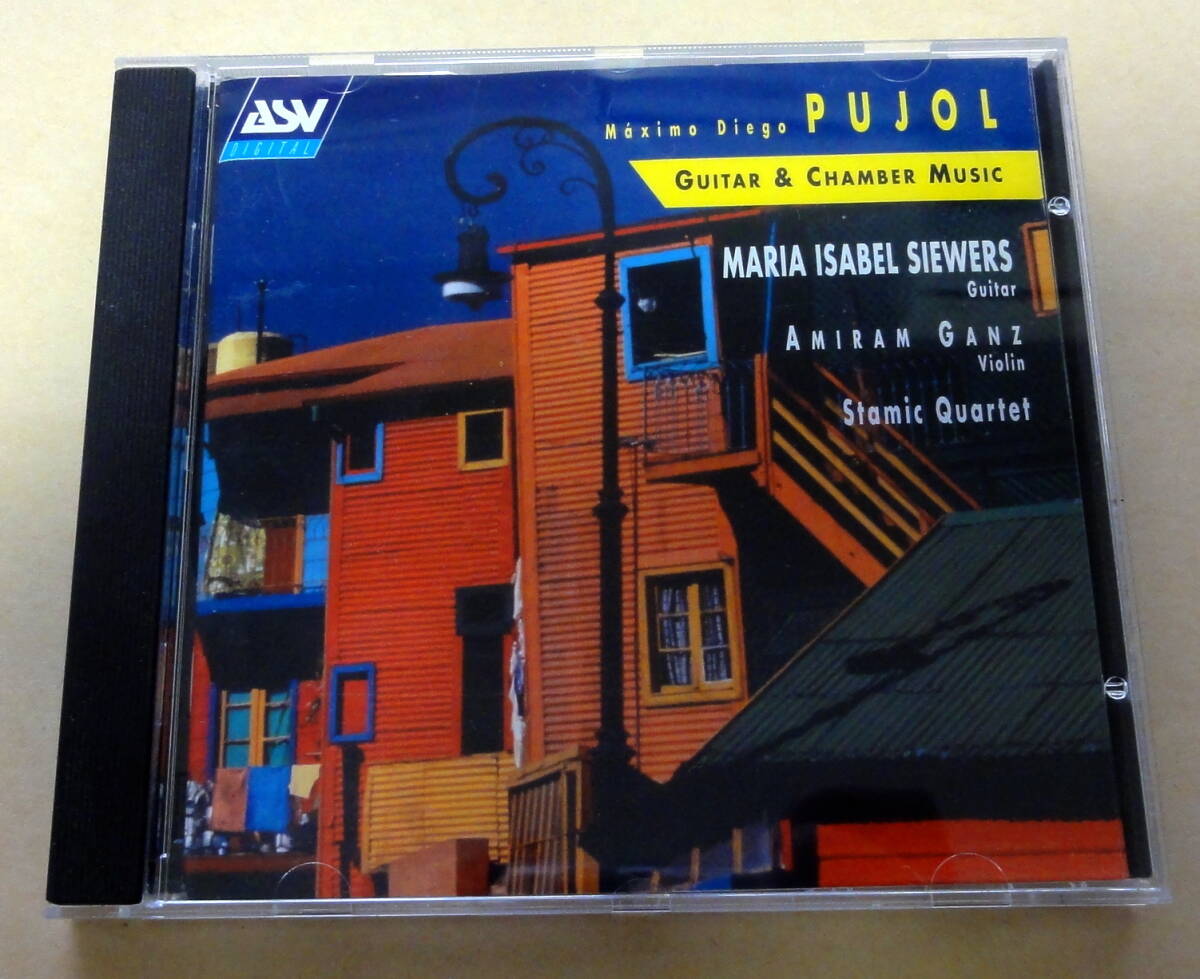 ASV
DIGITAL
Máximo Diego PUJOL
GUITAR & CHAMBER MUSIC
MARIA ISABEL SIEWERS
Guitar
AMIRAM GANZ
Violin
Stamic Quartet